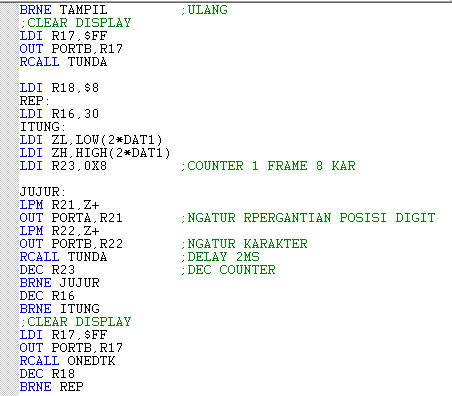 BRNE TAMPIL ;ULANG
;CLEAR DISPLAY
LDI R17,$FF
OUT PORTB,R17
RCALL TUNDA
LDI R18,$8
REP:
LDI R16,30
ITUNG:
LDI ZL,LOW(2*DAT1)
LDI ZH,HIGH(2*DAT1)
LDI R23,0X8 ;COUNTER 1 FRAME 8 KAR
JUJUR:
LPM R21,Z+
OUT PORTA,R21 ;NGATUR RPERGANTIAN POSISI DIGIT
LPM R22,Z+
OUT PORTB,R22 ;NGATUR KARAKTER
RCALL TUNDA ;DELAY 2MS
DEC R23 ;DEC COUNTER
BRNE JUJUR
DEC R16
BRNE ITUNG
;CLEAR DISPLAY
LDI R17,$FF
OUT PORTB,R17
RCALL ONEDTK
DEC R18
BRNE REP